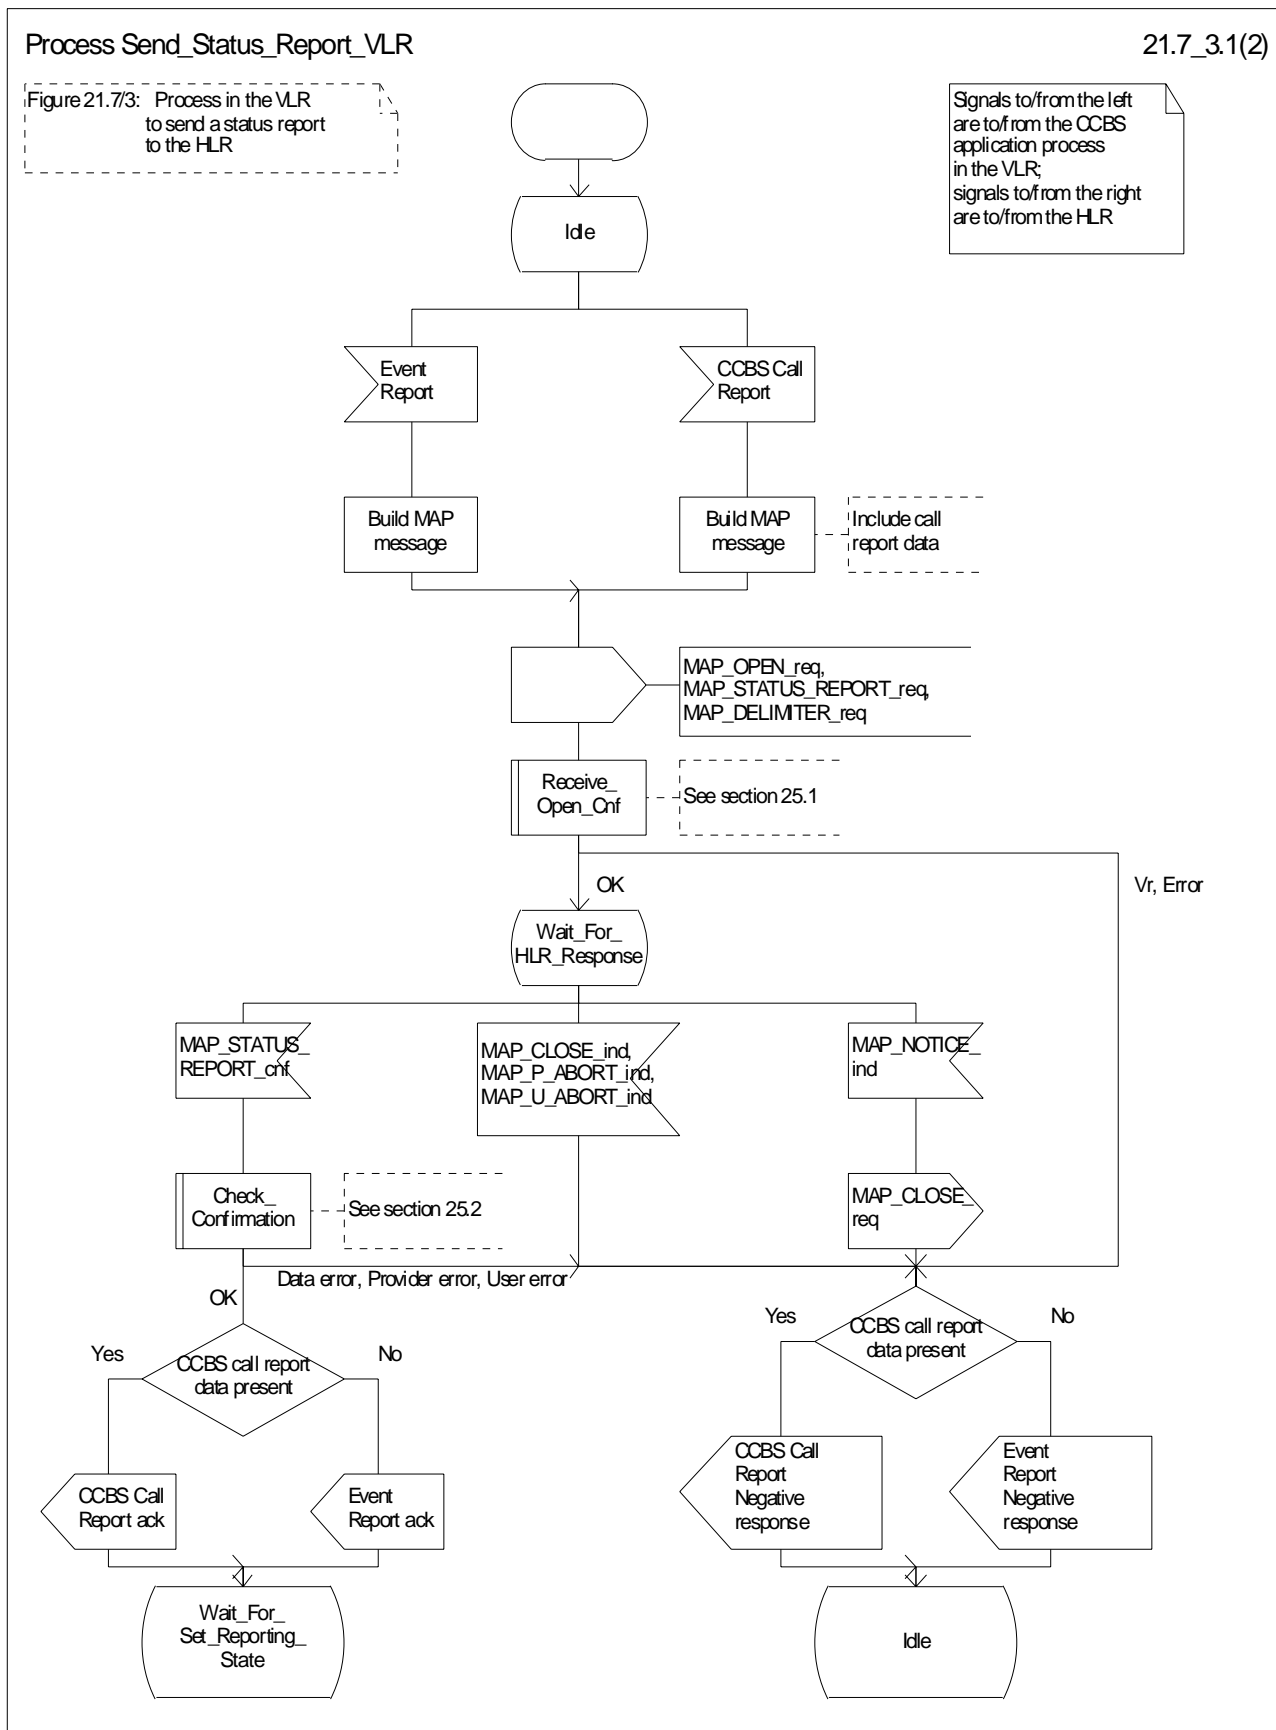 Process Send_Status_Report_VLR
21.7_3.1(2)
Figure 21.7/3: Process in the VLR
to send a status report
to the HLR
Signals to/from the left
are to/from the CCBS
application process
in the VLR;
signals to/from the right
are to/from the HLR
Idle
Event
Report
CCBS Call
Report
Build MAP
message
Build MAP
message
Include call
report data
MAP_OPEN_req,
MAP_STATUS_REPORT_req,
MAP_DELIMITER_req
Receive_
Open_Cnf
See section 25.1
OK
Vr, Error
Wait_For_
HLR_Response
MAP_STATUS_
REPORT_cnf
MAP_CLOSE_ind,
MAP_P_ABORT_ind,
MAP_U_ABORT_ind
MAP_NOTICE_
ind
Check_
Confirmation
See section 25.2
MAP_CLOSE_
req
Data error, Provider error, User error
OK
Yes
CCBS call report
data present
No
Yes
CCBS call report
data present
No
CCBS Call
Report ack
Event
Report ack
CCBS Call
Report
Negative
response
Event
Report
Negative
response
Wait_For_
Set_Reporting_
State
Idle